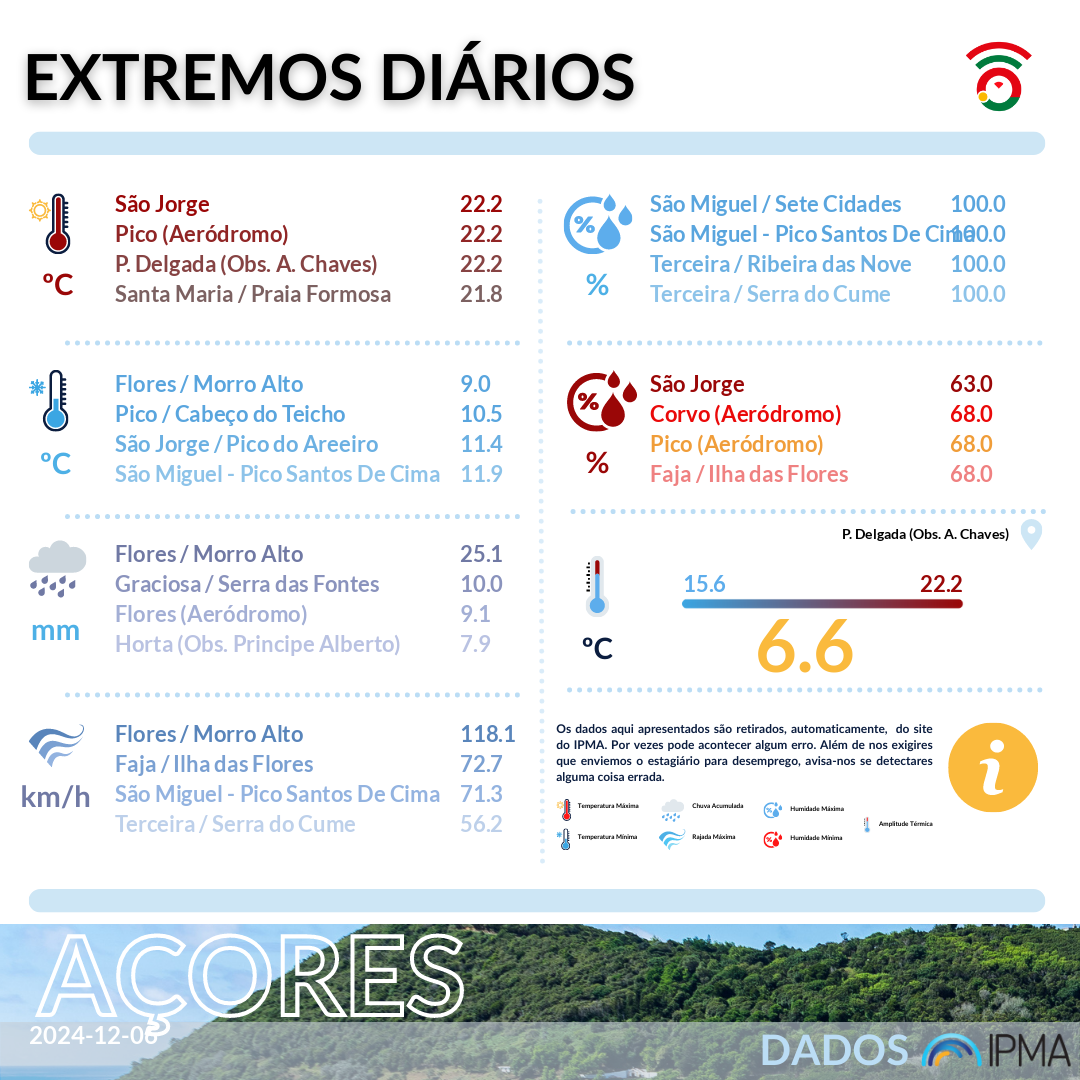 EXTREMOS DIÁRIOS
São Jorge 22.2
Pico (Aeródromo) 22.2
P. Delgada (Obs. A. Chaves) 22.2
Santa Maria / Praia Formosa 21.8
ºC
Flores / Morro Alto 9.0
Pico / Cabeço do Teicho 10.5
São Jorge / Pico do Areeiro 11.4
São Miguel - Pico Santos De Cima 11.9
ºC
Flores / Morro Alto 25.1
Graciosa / Serra das Fontes 10.0
Flores (Aeródromo) 9.1
Horta (Obs. Principe Alberto) 7.9
mm
Flores / Morro Alto 118.1
Faja / Ilha das Flores 72.7
São Miguel - Pico Santos De Cima 71.3
Terceira / Serra do Cume 56.2
km/h
%
São Miguel / Sete Cidades 100.0
São Miguel - Pico Santos De Cima 100.0
Terceira / Ribeira das Nove 100.0
Terceira / Serra do Cume 100.0
%
%
São Jorge 63.0
Corvo (Aeródromo) 68.0
Pico (Aeródromo) 68.0
Faja / Ilha das Flores 68.0
%
P. Delgada (Obs. A. Chaves)
15.6 22.2
6.6
ºC
Os dados aqui apresentados são retirados, automaticamente, do site
do IPMA. Por vezes pode acontecer algum erro. Além de nos exigires
que enviemos o estagiário para desemprego, avisa-nos se detectares
alguma coisa errada.
i
Temperatura Máxima
Chuva Acumulada
Humidade Máxima
Amplitude Térmica
Temperatura Mínima
Rajada Máxima
Humidade Mínima
AÇORES
2024-12-06
DADOS IPMA